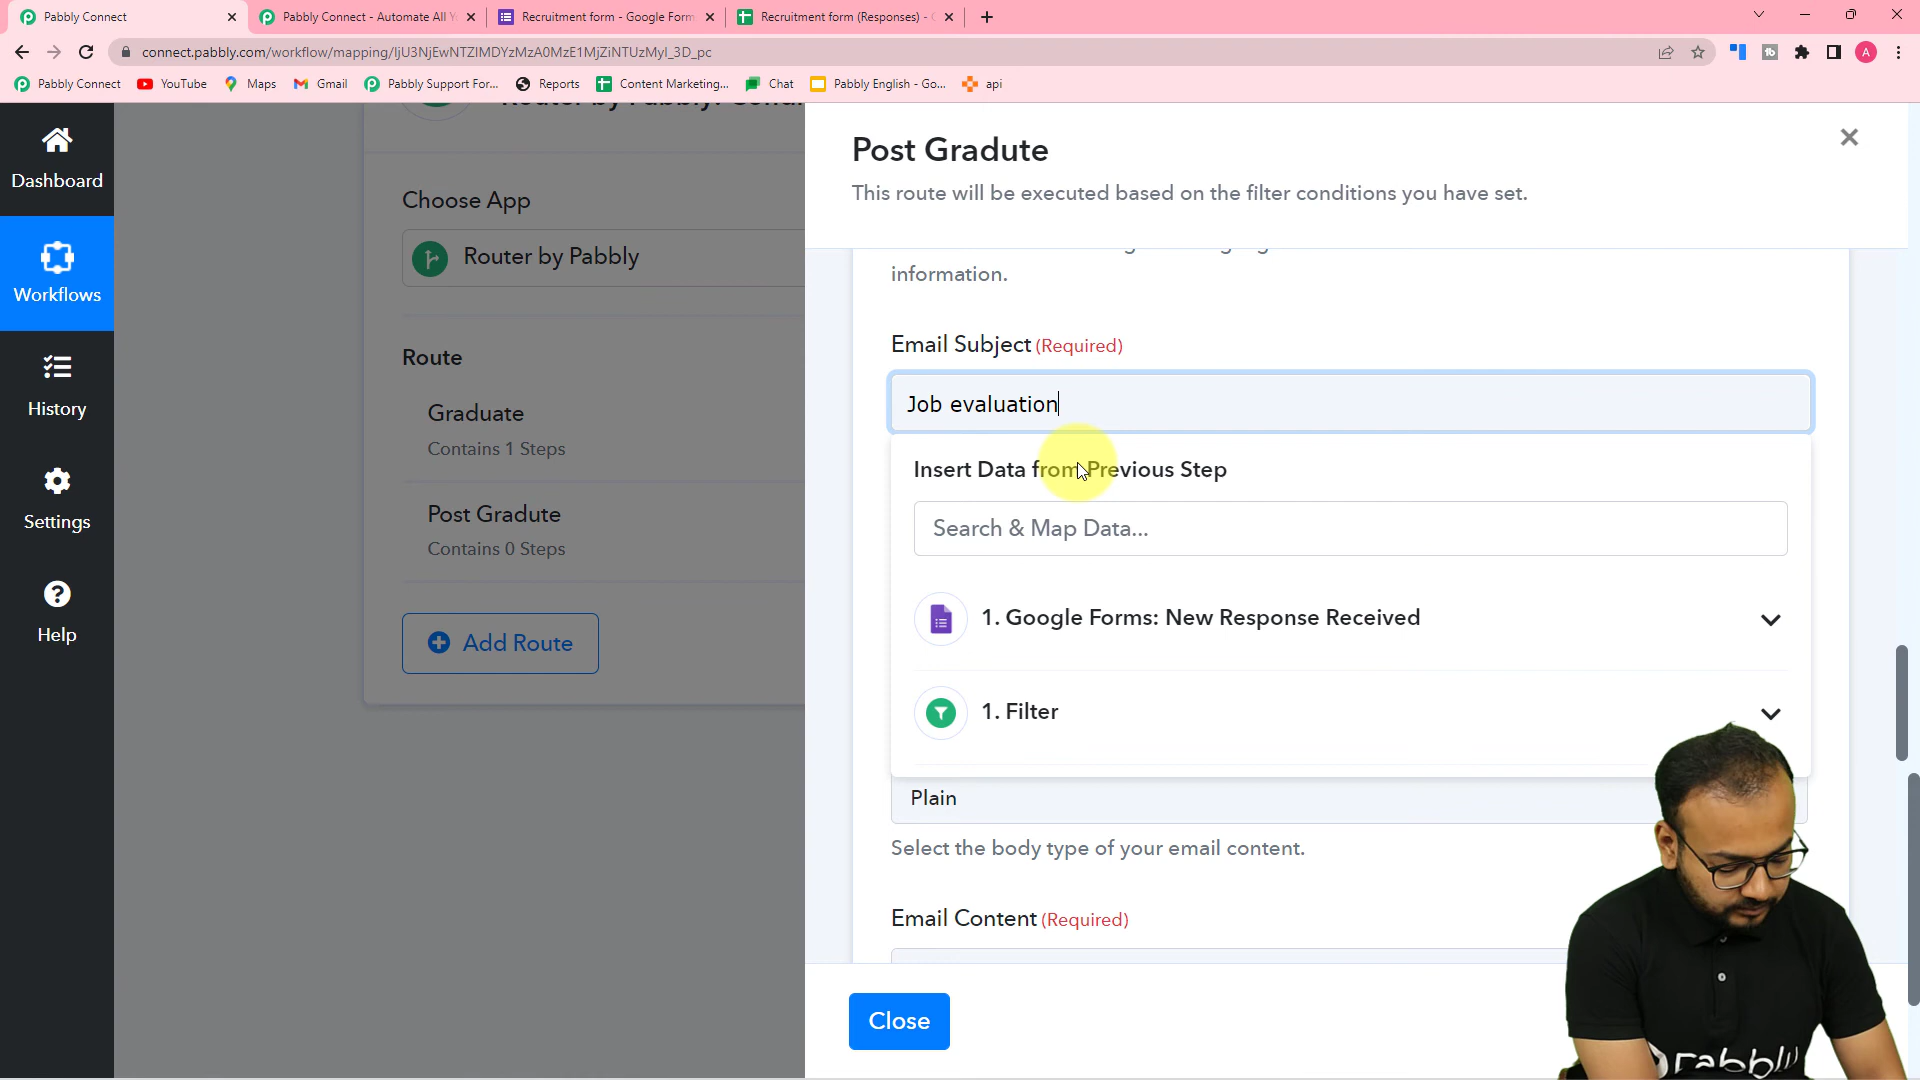 Pabbly Connect
Pabbly Connect - Automate All Y
Recruitment form - Google Form
Recruitment form (Responses) -
connect.pabbly.com/workflow/mapping/IjU3NjEwNTZlMDYzMzA0MzE1MjZiNTUzMyI_3D_pc
A
Pabbly Connect
YouTube
Maps
Gmail
Pabbly Support For...
Reports
Content Marketing...
Chat
Pabbly English - Go...
api
Dashboard
Workflows
History
Settings
Help
Choose App
Router by Pabbly
Route
Graduate
Contains 1 Steps
Post Gradute
Contains 0 Steps
Add Route
Post Gradute
This route will be executed based on the filter conditions you have set.
information.
Email Subject (Required)
Job evaluation
Insert Data from Previous Step
Search & Map Data...
1. Google Forms: New Response Received
1. Filter
Plain
Select the body type of your email content.
Email Content (Required)
Close